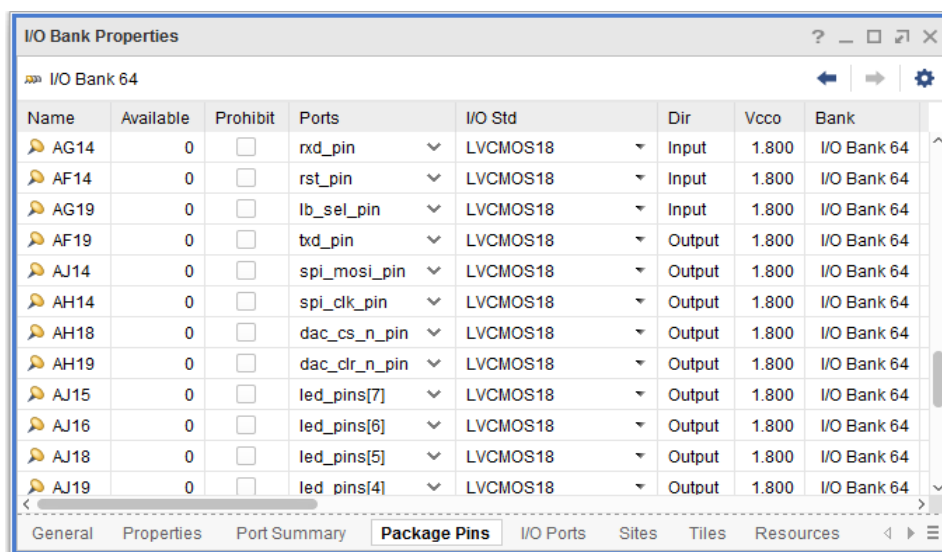 I/O Bank Properties ?
I/O Bank 64
Name Available Prohibit Ports I/O Std Dir Vcco Bank
AG14 0 rxd_pin LVCMOS18 Input 1.800 I/O Bank 64
AF14 0 rst_pin LVCMOS18 Input 1.800 I/O Bank 64
AG19 0 lb_sel_pin LVCMOS18 Input 1.800 I/O Bank 64
AF19 0 txd_pin LVCMOS18 Output 1.800 I/O Bank 64
AJ14 0 spi_mosi_pin LVCMOS18 Output 1.800 I/O Bank 64
AH14 0 spi_clk_pin LVCMOS18 Output 1.800 I/O Bank 64
AH18 0 dac_cs_n_pin LVCMOS18 Output 1.800 I/O Bank 64
AH19 0 dac_clr_n_pin LVCMOS18 Output 1.800 I/O Bank 64
AJ15 0 led_pins[7] LVCMOS18 Output 1.800 I/O Bank 64
AJ16 0 led_pins[6] LVCMOS18 Output 1.800 I/O Bank 64
AJ18 0 led_pins[5] LVCMOS18 Output 1.800 I/O Bank 64
AJ19 0 led_pins[4] LVCMOS18 Output 1.800 I/O Bank 64
General Properties Port Summary Package Pins I/O Ports Sites Tiles Resources